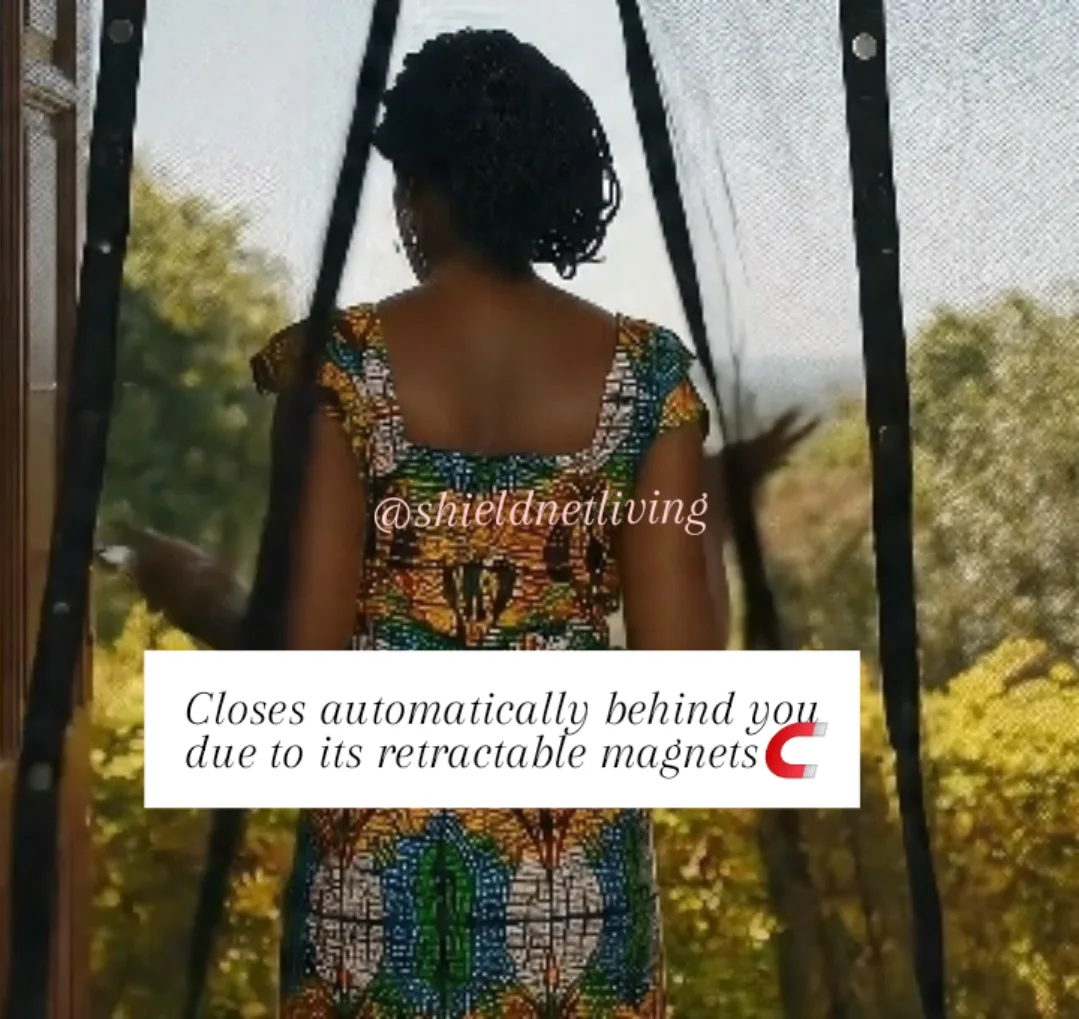 @shieldnetliving
Closes automatically behind you
due to its retractable magnets🧲